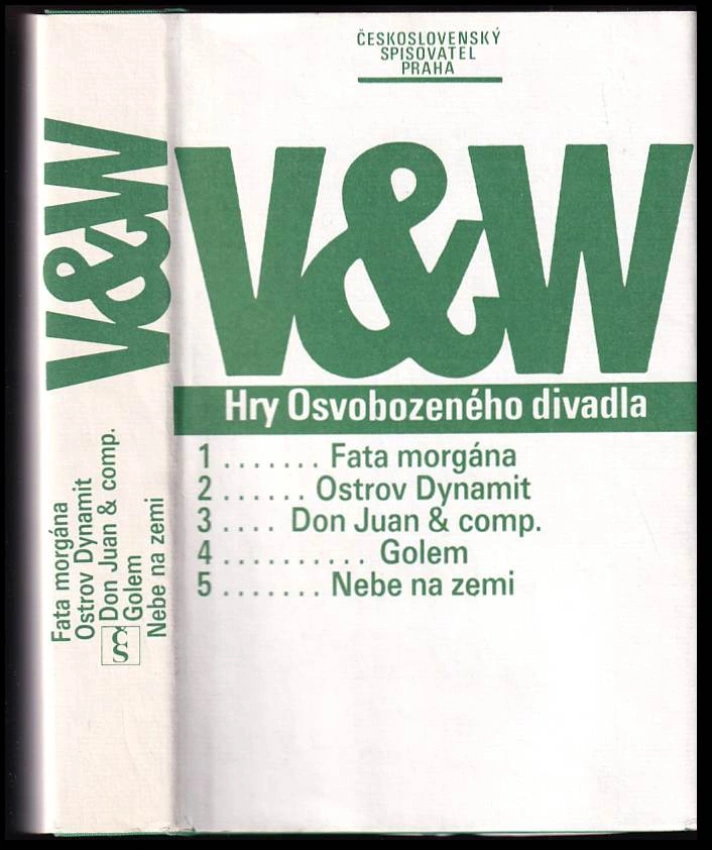 ČESKOSLOVENSKÝ
SPISOVATEL
PRAHA
V&W
Hry Osvobozeného divadla
1 ....... Fata morgána
2 ...... Ostrov Dynamit
3 .... Don Juan & comp.
4 .......... Golem
5 ....... Nebe na zemi
V&W
Fata morgána
Ostrov Dynamit
Don Juan & comp.
Golem
Nebe na zemi
ČS